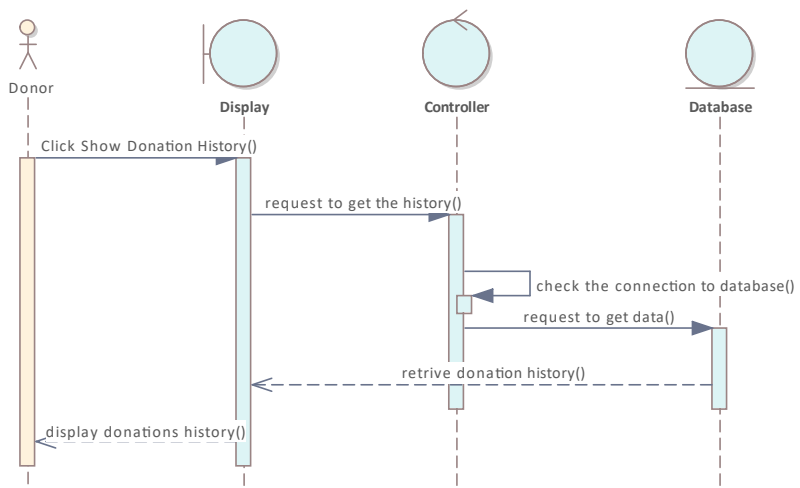 Donor
Display
Controller
Database
Click Show Donation History()
request to get the history()
check the connection to database()
request to get data()
retrive donation history()
display donations history()